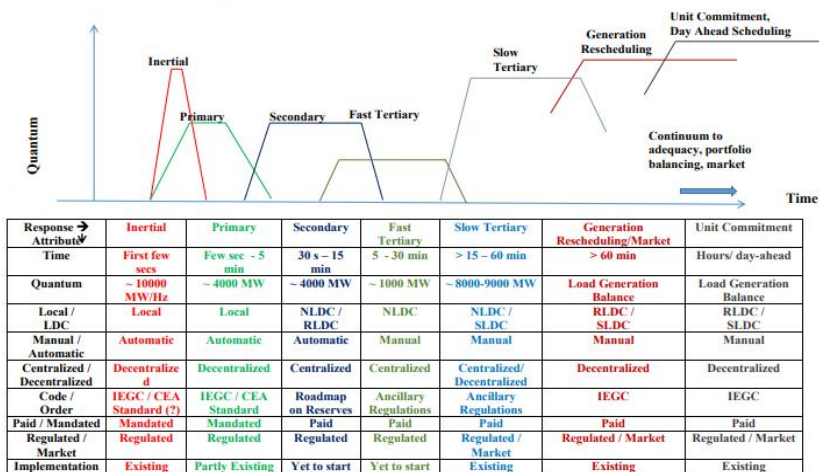 Unit Commitment,
Day Ahead Scheduling
Generation
Rescheduling
Slow
Tertiary
Inertial
Primary
Secondary
Fast Tertiary
Quantum
Continuum to
adequacy, portfolio
balancing, market
Time
Response → Inertial Primary Secondary Fast Slow Tertiary Generation Unit Commitment
Attribute Tertiary Rescheduling/Market
Time First few Few sec - 5 30 s – 15 5 - 30 min > 15 – 60 min > 60 min Hours/ day-ahead
secs min min
Quantum ~ 10000 ~ 4000 MW ~ 4000 MW ~ 1000 MW ~ 8000-9000 MW Load Generation Load Generation
MW/Hz Balance Balance
Local / Local Local NLDC / NLDC NLDC / RLDC / RLDC /
LDC RLDC SLDC SLDC SLDC
Manual / Automatic Automatic Automatic Manual Manual Manual Manual
Automatic
Centralized / Decentralize Decentralized Centralized Centralized Centralized/ Decentralized Decentralized
Decentralized d Decentralized
Code / IEGC / CEA IEGC / CEA Roadmap Ancillary Ancillary IEGC IEGC
Order Standard (?) Standard on Reserves Regulations Regulations
Paid / Mandated Mandated Mandated Paid Paid Paid Paid Paid
Regulated / Regulated Regulated Regulated Regulated Regulated / Regulated / Market Regulated / Market
Market Market
Implementation Existing Partly Existing Yet to start Yet to start Existing Existing Existing